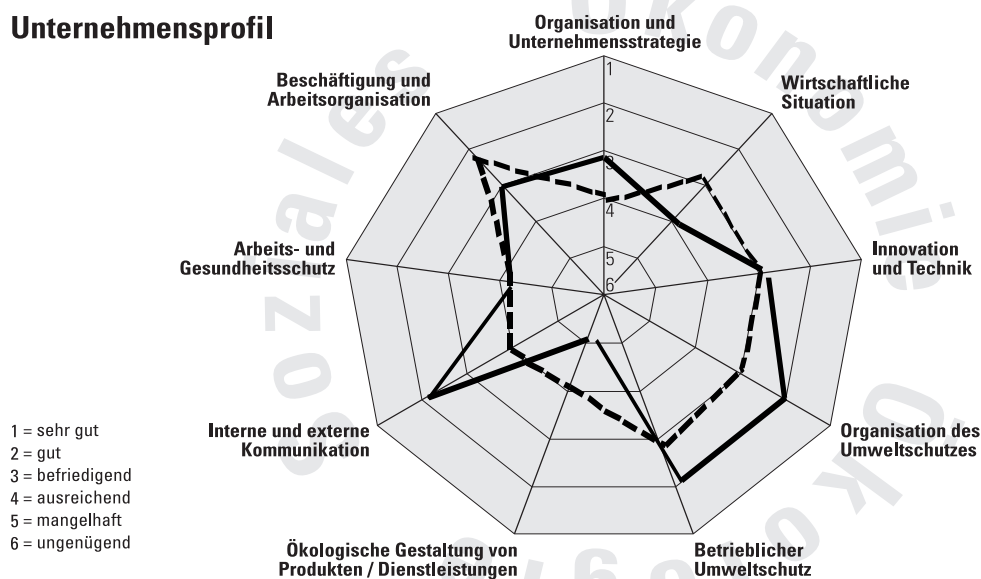 Unternehmensprofil
Organisation und
Unternehmensstrategie
Beschäftigung und
Arbeitsorganisation
Wirtschaftliche
Situation
Arbeits- und
Gesundheitsschutz
Innovation
und Technik
1
2
3
4
5
6
Interne und externe
Kommunikation
Organisation des
Umweltschutzes
Ökologische Gestaltung von
Produkten / Dienstleistungen
Betrieblicher
Umweltschutz
1 = sehr gut
2 = gut
3 = befriedigend
4 = ausreichend
5 = mangelhaft
6 = ungenügend
Soziales
Ökonomie